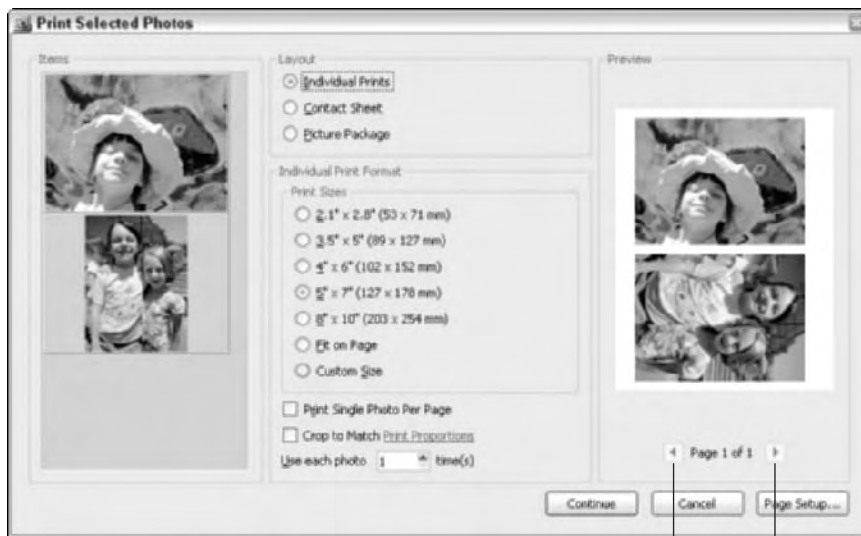 Print Selected Photos
Items
Layout
Individual Prints
Contact Sheet
Picture Package
Individual Print Format
Print Sizes
2.1" x 2.8" (53 x 71 mm)
3.5" x 5" (89 x 127 mm)
4" x 6" (102 x 152 mm)
5" x 7" (127 x 178 mm)
8" x 10" (203 x 254 mm)
Fit on Page
Custom Size
Print Single Photo Per Page
Crop to Match Print Proportions
Use each photo 1 time(s)
Preview
Page 1 of 1
Continue
Cancel
Page Setup...